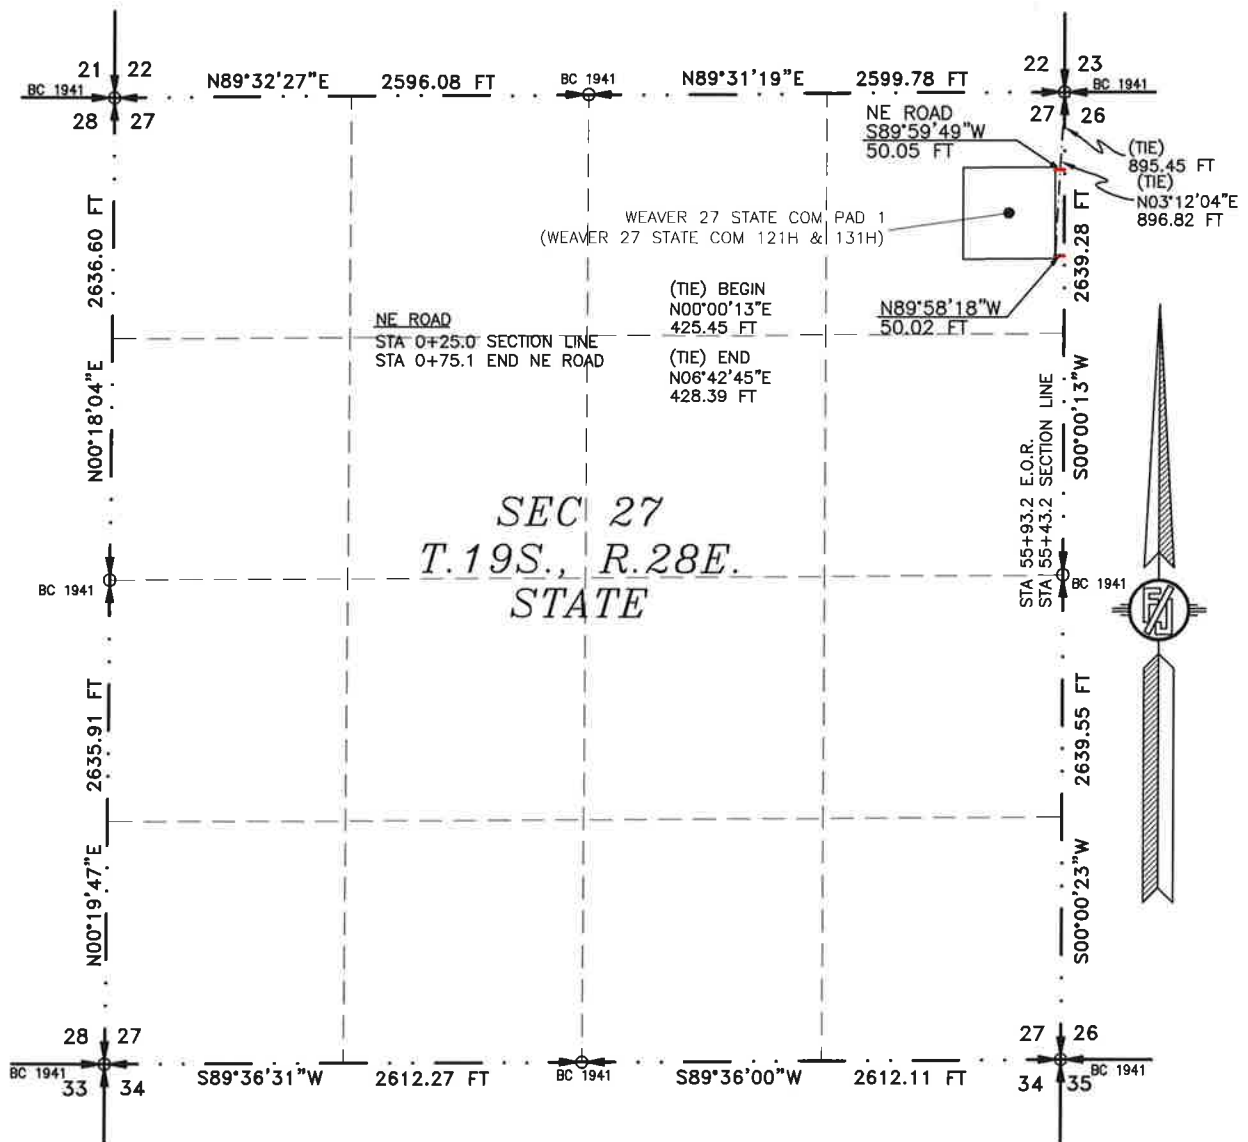 21 22
BC 1941
28 27
N89°32'27"E 2596.08 FT
BC 1941
N89°31'19"E 2599.78 FT
22 23
BC 1941
27 26
NE ROAD
S89°59'49"W
50.05 FT
(TIE)
895.45 FT
(TIE)
N03°12'04"E
896.82 FT
WEAVER 27 STATE COM PAD 1
(WEAVER 27 STATE COM 121H & 131H)
2636.60 FT
2639.28 FT
(TIE) BEGIN
N00°00'13"E
425.45 FT
N89°58'18"W
50.02 FT
NE ROAD
STA 0+25.0 SECTION LINE
STA 0+75.1 END NE ROAD
(TIE) END
N06°42'45"E
428.39 FT
N00°18'04"E
S00°00'13"W
STA 55+93.2 E.O.R.
STA 55+43.2 SECTION LINE
SEC 27
T.19S., R.28E.
STATE
BC 1941
BC 1941
FJ
2635.91 FT
2639.55 FT
N00°19'47"E
S00°00'23"W
28 27
BC 1941
33 34
S89°36'31"W 2612.27 FT
BC 1941
S89°36'00"W 2612.11 FT
27 26
34 35
BC 1941